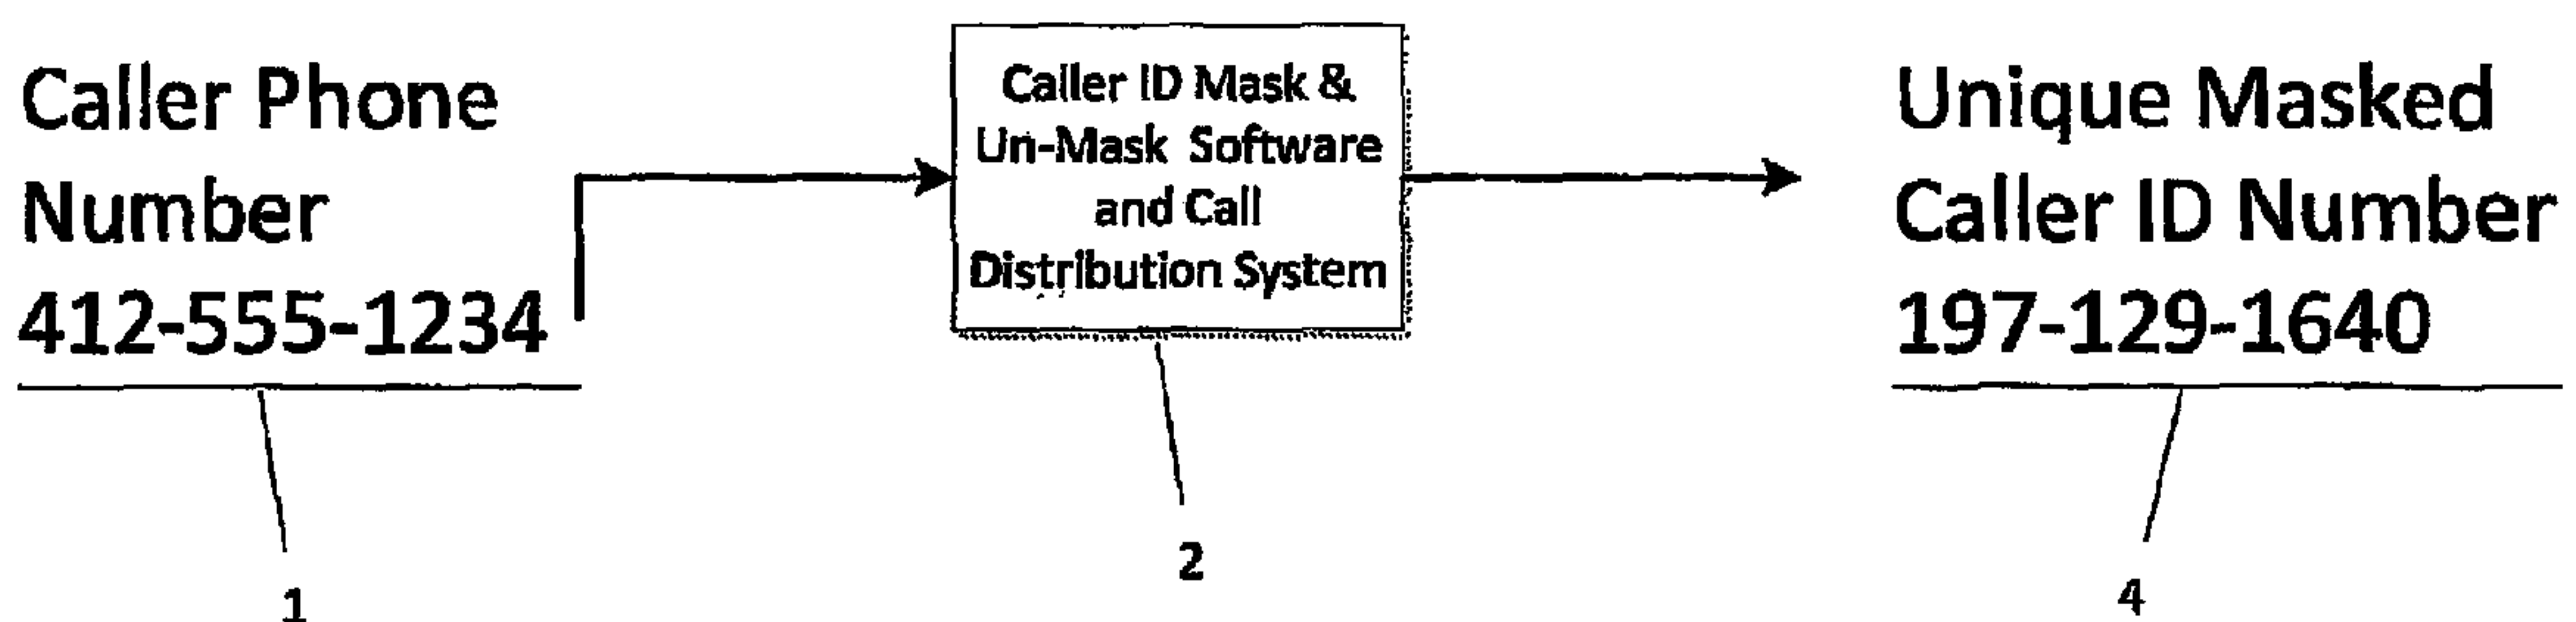 Caller Phone
Number
412-555-1234
Caller ID Mask &
Un-Mask Software
and Call
Distribution System
Unique Masked
Caller ID Number
197-129-1640
1
2
4